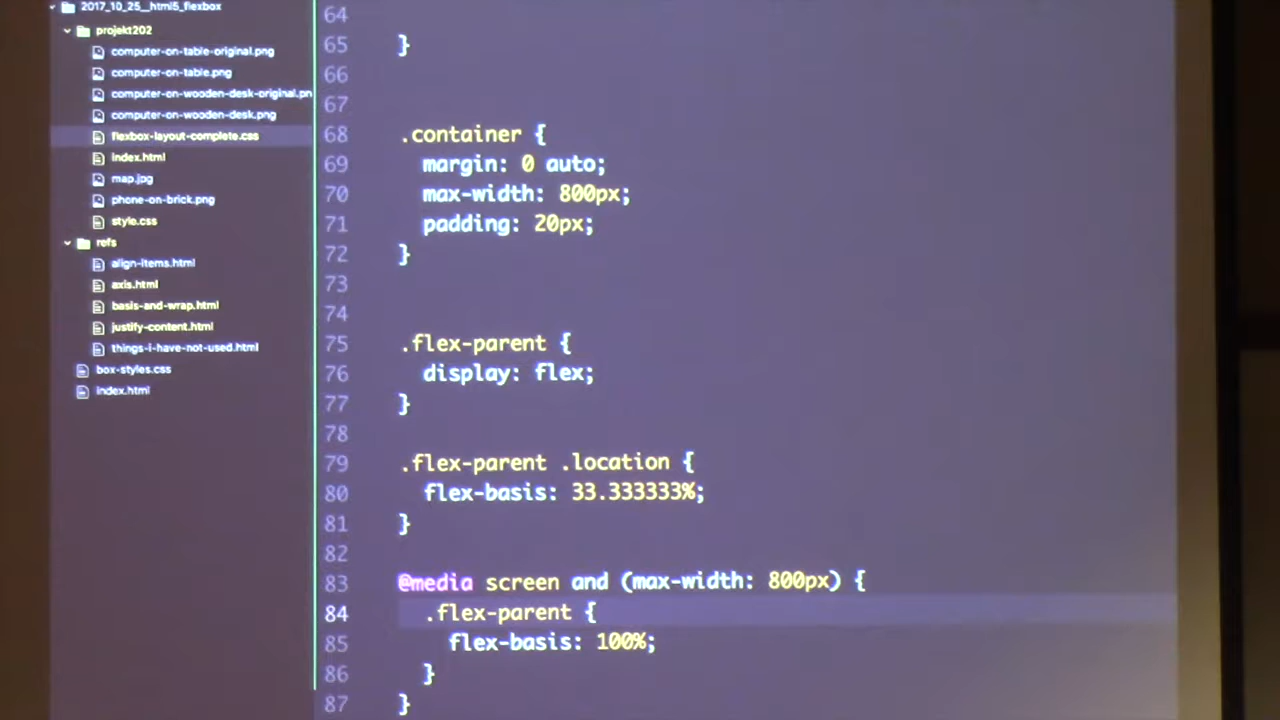 2017_10_25__html5_flexbox
projekt202
computer-on-table-original.png
computer-on-table.png
computer-on-wooden-desk-original.pn
computer-on-wooden-desk.png
flexbox-layout-complete.css
index.html
map.jpg
phone-on-brick.png
style.css
refs
align-items.html
axis.html
basis-and-wrap.html
justify-content.html
things-i-have-not-used.html
box-styles.css
index.html
64
65 }
66
67
68 .container {
69 margin: 0 auto;
70 max-width: 800px;
71 padding: 20px;
72 }
73
74
75 .flex-parent {
76 display: flex;
77 }
78
79 .flex-parent .location {
80 flex-basis: 33.333333%;
81 }
82
83 @media screen and (max-width: 800px) {
84 .flex-parent {
85 flex-basis: 100%;
86 }
87 }